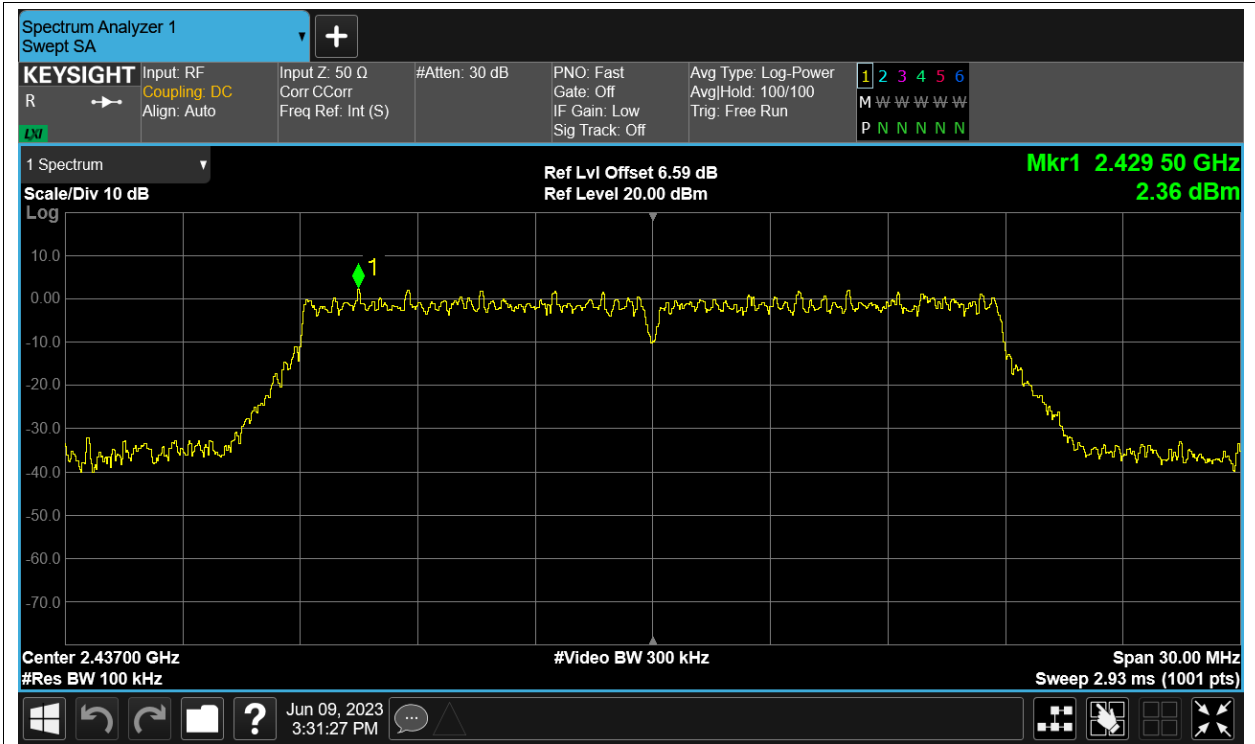 Spectrum Analyzer 1
Swept SA
KEYSIGHT
R
LXI
Input: RF
Coupling: DC
Align: Auto
Input Z: 50 Ω
Corr CCorr
Freq Ref: Int (S)
#Atten: 30 dB
PNO: Fast
Gate: Off
IF Gain: Low
Sig Track: Off
Avg Type: Log-Power
Avg|Hold: 100/100
Trig: Free Run
1 2 3 4 5 6
M W W W W W W
P N N N N N N
1 Spectrum
Scale/Div 10 dB
Log
Ref Lvl Offset 6.59 dB
Ref Level 20.00 dBm
Mkr1 2.429 50 GHz
2.36 dBm
1
10.0
0.00
-10.0
-20.0
-30.0
-40.0
-50.0
-60.0
-70.0
Center 2.43700 GHz
#Res BW 100 kHz
#Video BW 300 kHz
Span 30.00 MHz
Sweep 2.93 ms (1001 pts)
?
Jun 09, 2023
3:31:27 PM